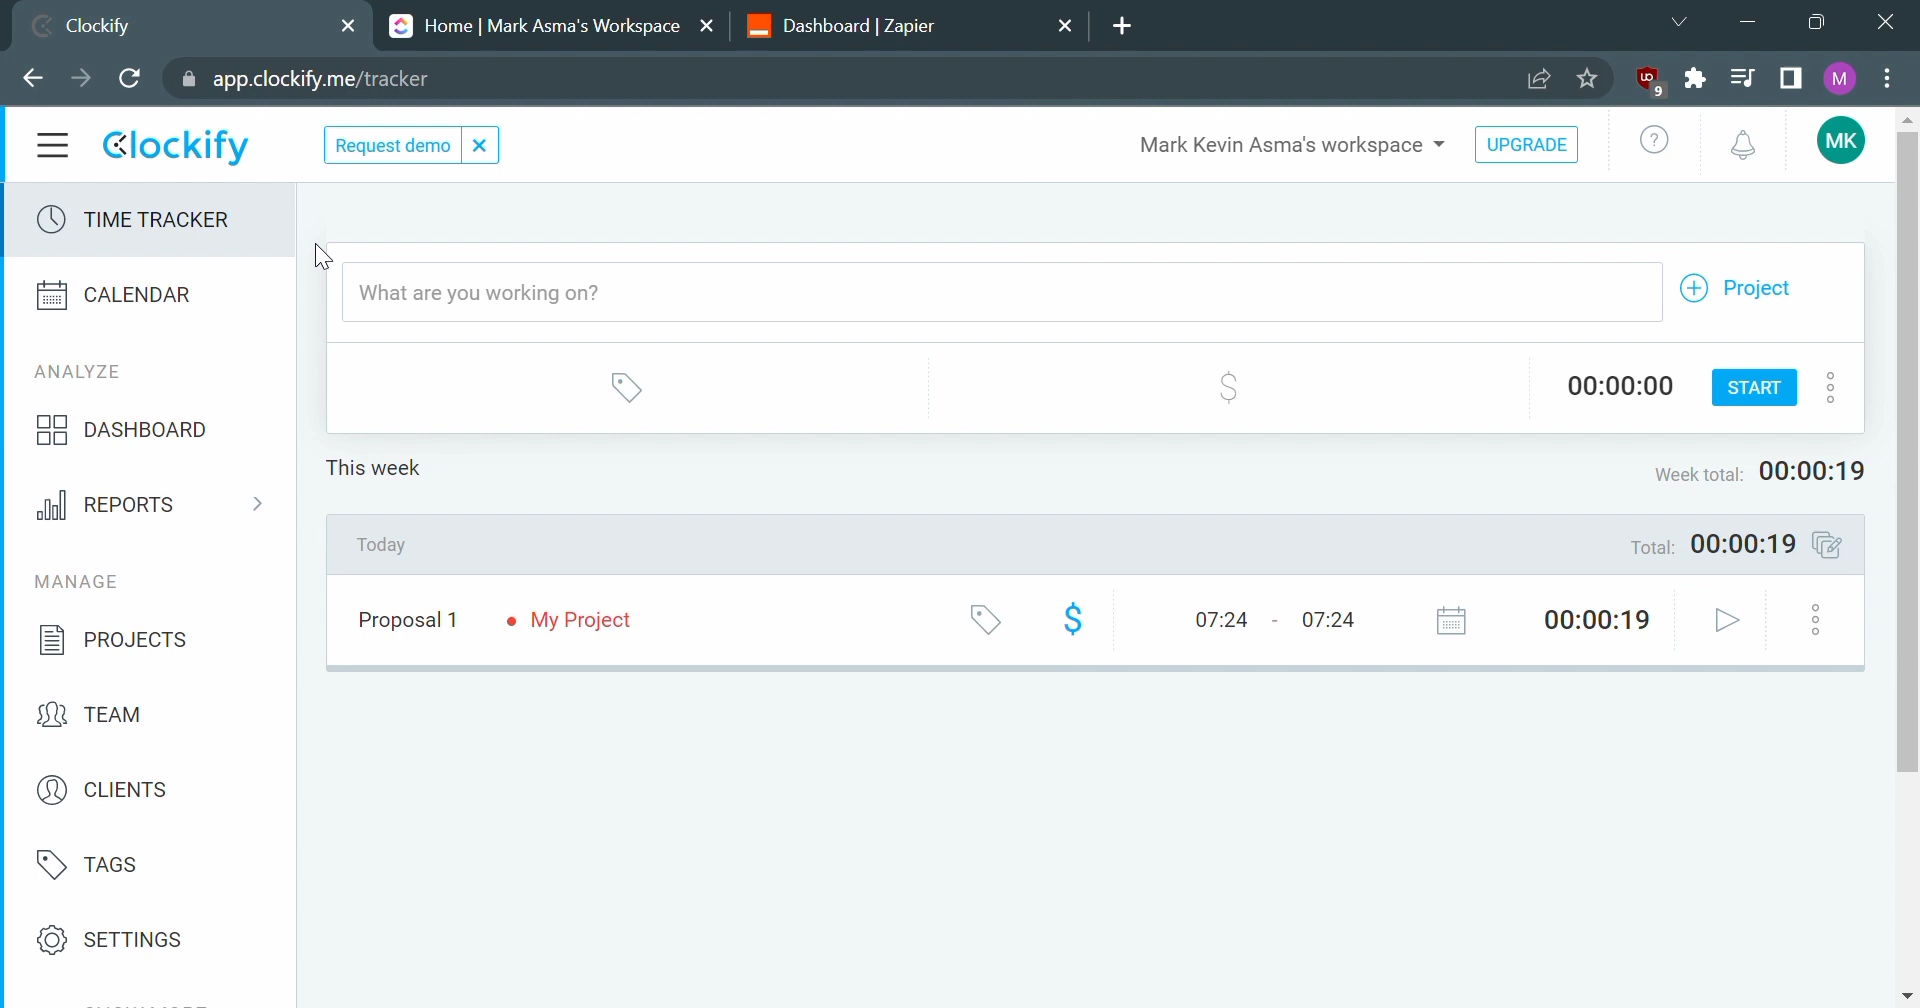 Clockify
Home | Mark Asma's Workspace
Dashboard | Zapier
app.clockify.me/tracker
9
M
Clockify
Request demo
Mark Kevin Asma's workspace
UPGRADE
?
MK
TIME TRACKER
CALENDAR
ANALYZE
DASHBOARD
REPORTS
MANAGE
PROJECTS
TEAM
CLIENTS
TAGS
SETTINGS
What are you working on?
Project
$
00:00:00
START
This week
Week total: 00:00:19
Today
Total: 00:00:19
Proposal 1 • My Project $ 07:24 - 07:24 00:00:19